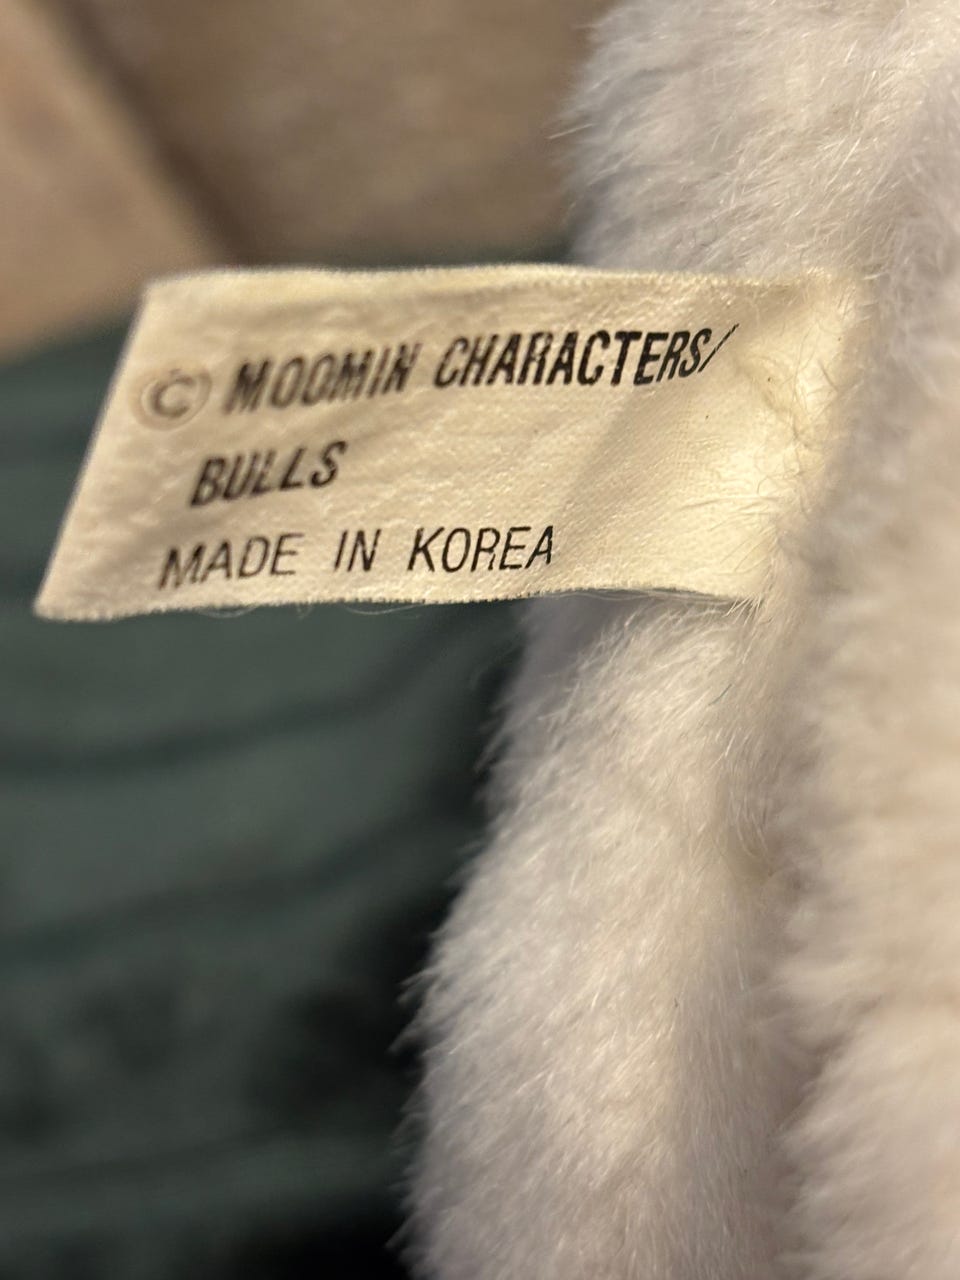 © MOOMIN CHARACTERS/
BULLS
MADE IN KOREA